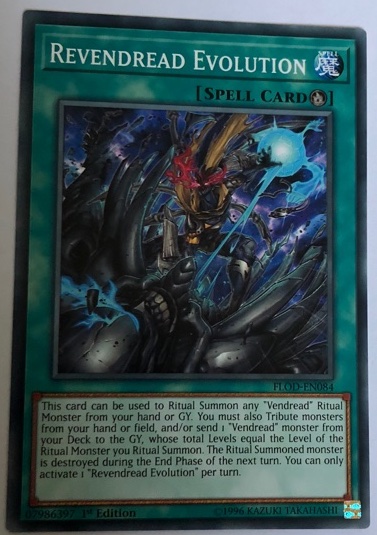 REVENDREAD EVOLUTION
SPELL
魔
[SPELL CARD]
FLOD-EN084
This card can be used to Ritual Summon any "Vendread" Ritual
Monster from your hand or GY. You must also Tribute monsters
from your hand or field, and/or send 1 "Vendread" monster from
your Deck to the GY, whose total Levels equal the Level of the
Ritual Monster you Ritual Summon. The Ritual Summoned monster
is destroyed during the End Phase of the next turn. You can only
activate 1 "Revendread Evolution" per turn.
07986397 1st Edition ©1996 KAZUKI TAKAHASHI